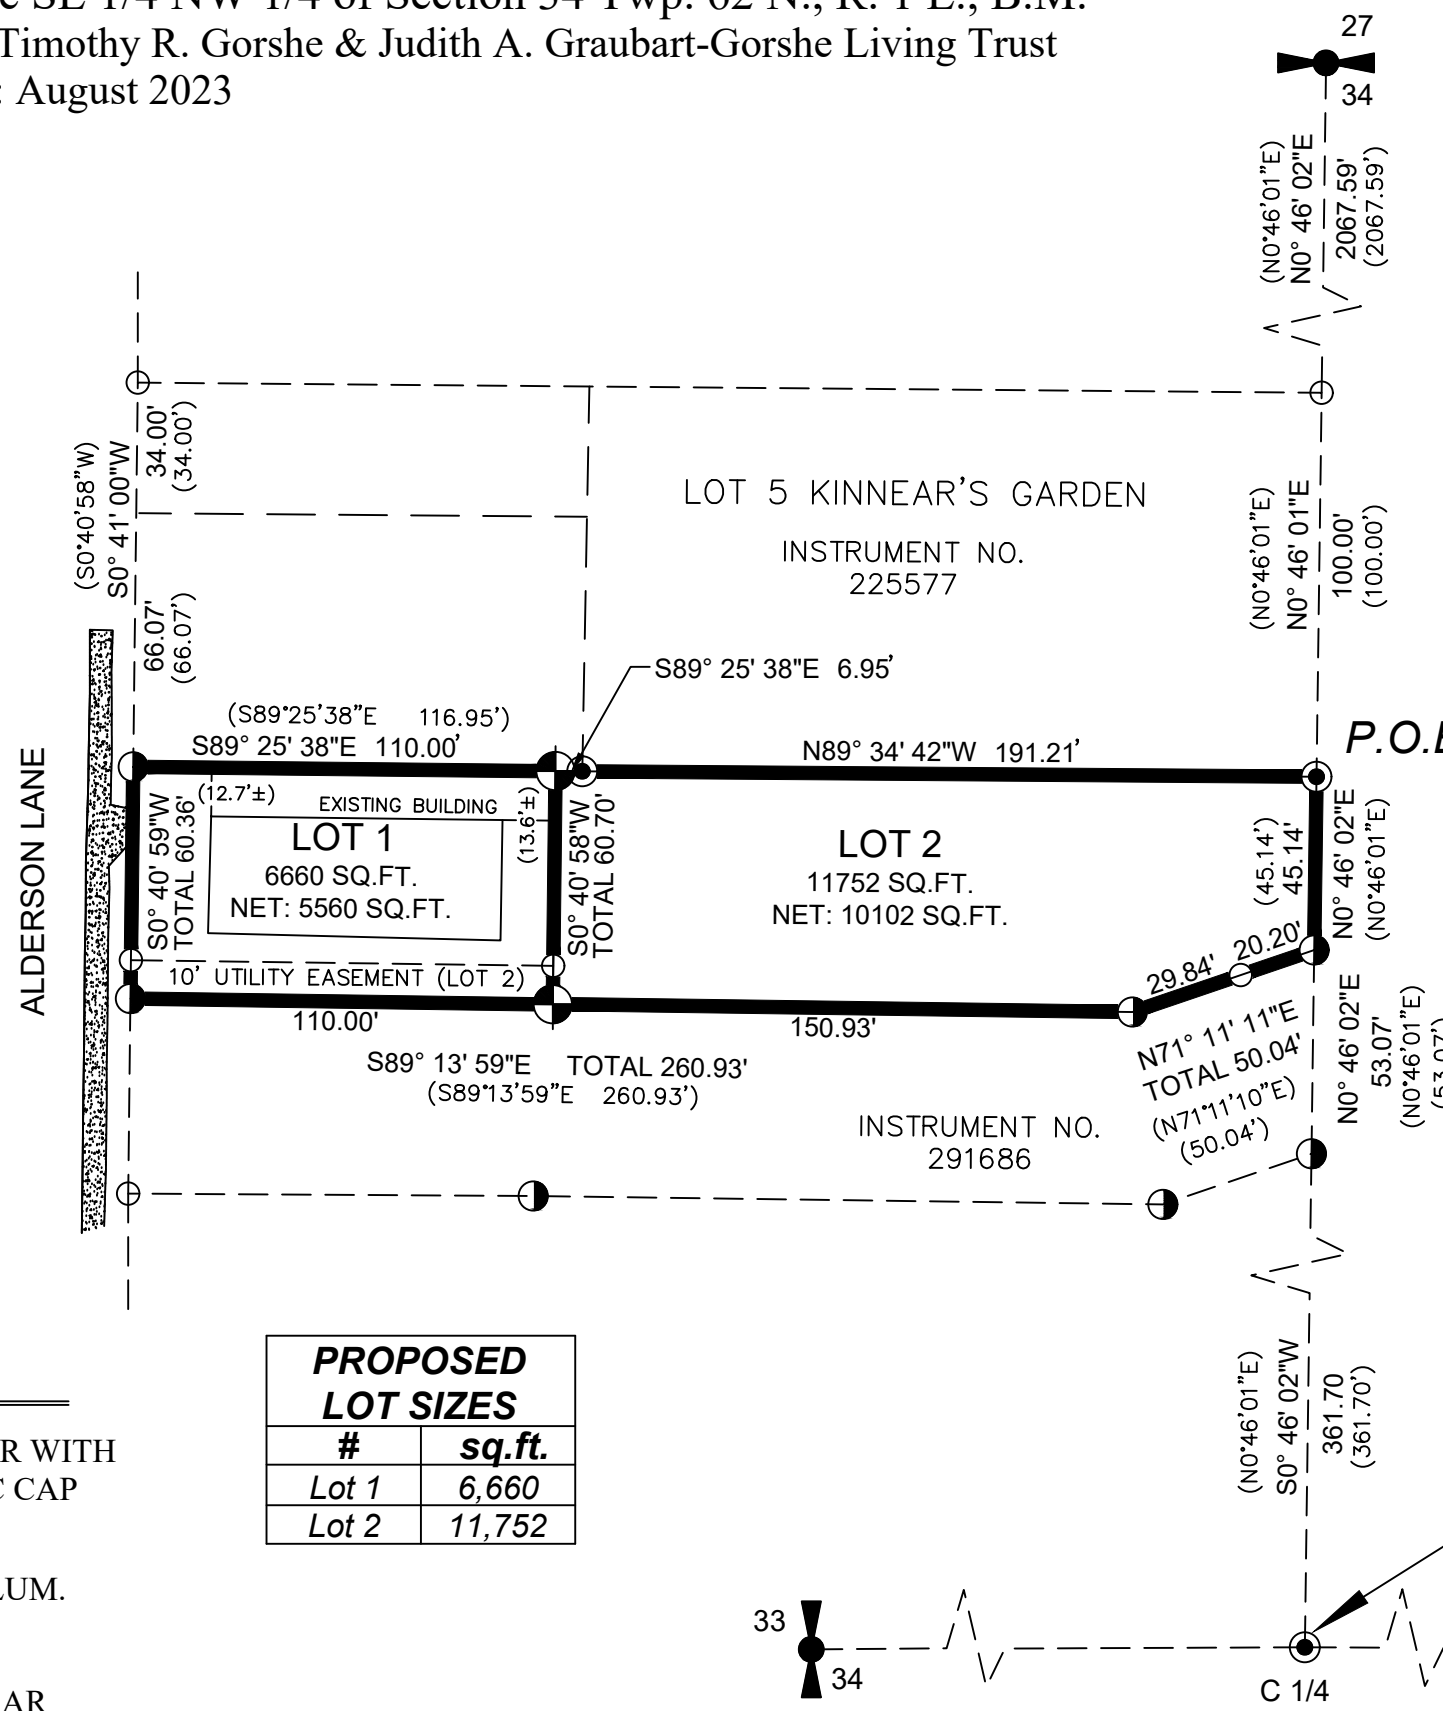 SE 1/4 NW 1/4 of Section 34 Twp. 62 N., R. 1 E., B.M.
Timothy R. Gorshe & Judith A. Graubart-Gorshe Living Trust
: August 2023
27
34
(N0°46'01"E)
N0° 46' 02"E
2067.59'
(2067.59')
34.00'
(34.00')
(S0°40'58"W)
S0° 41' 00"W
66.07'
(66.07')
LOT 5 KINNEAR'S GARDEN
INSTRUMENT NO.
225577
(N0°46'01"E)
N0° 46' 01"E
100.00'
(100.00')
S89° 25' 38"E 6.95'
(S89°25'38"E 116.95')
S89° 25' 38"E 110.00'
N89° 34' 42"W 191.21'
ALDERSON LANE
S0° 40' 59"W
TOTAL 60.36'
(12.7'±)
EXISTING BUILDING
(13.6'±)
LOT 1
6660 SQ.FT.
NET: 5560 SQ.FT.
S0° 40' 58"W
TOTAL 60.70'
LOT 2
11752 SQ.FT.
NET: 10102 SQ.FT.
(45.14')
45.14'
N0° 46' 02"E
(N0°46'01"E)
10' UTILITY EASEMENT (LOT 2)
29.84'
20.20'
110.00'
150.93'
S89° 13' 59"E TOTAL 260.93'
(S89°13'59"E 260.93')
N71° 11' 11"E
TOTAL 50.04'
(N71°11'10"E)
(50.04')
N0° 46' 02"E
53.07'
(N0°46'01"E)
(53.07')
INSTRUMENT NO.
291686
PROPOSED
LOT SIZES
# sq.ft.
Lot 1 6,660
Lot 2 11,752
(N0°46'01"E)
S0° 46' 02"W
361.70
(361.70')
R WITH
CAP
LUM.
AR
33
34
C 1/4